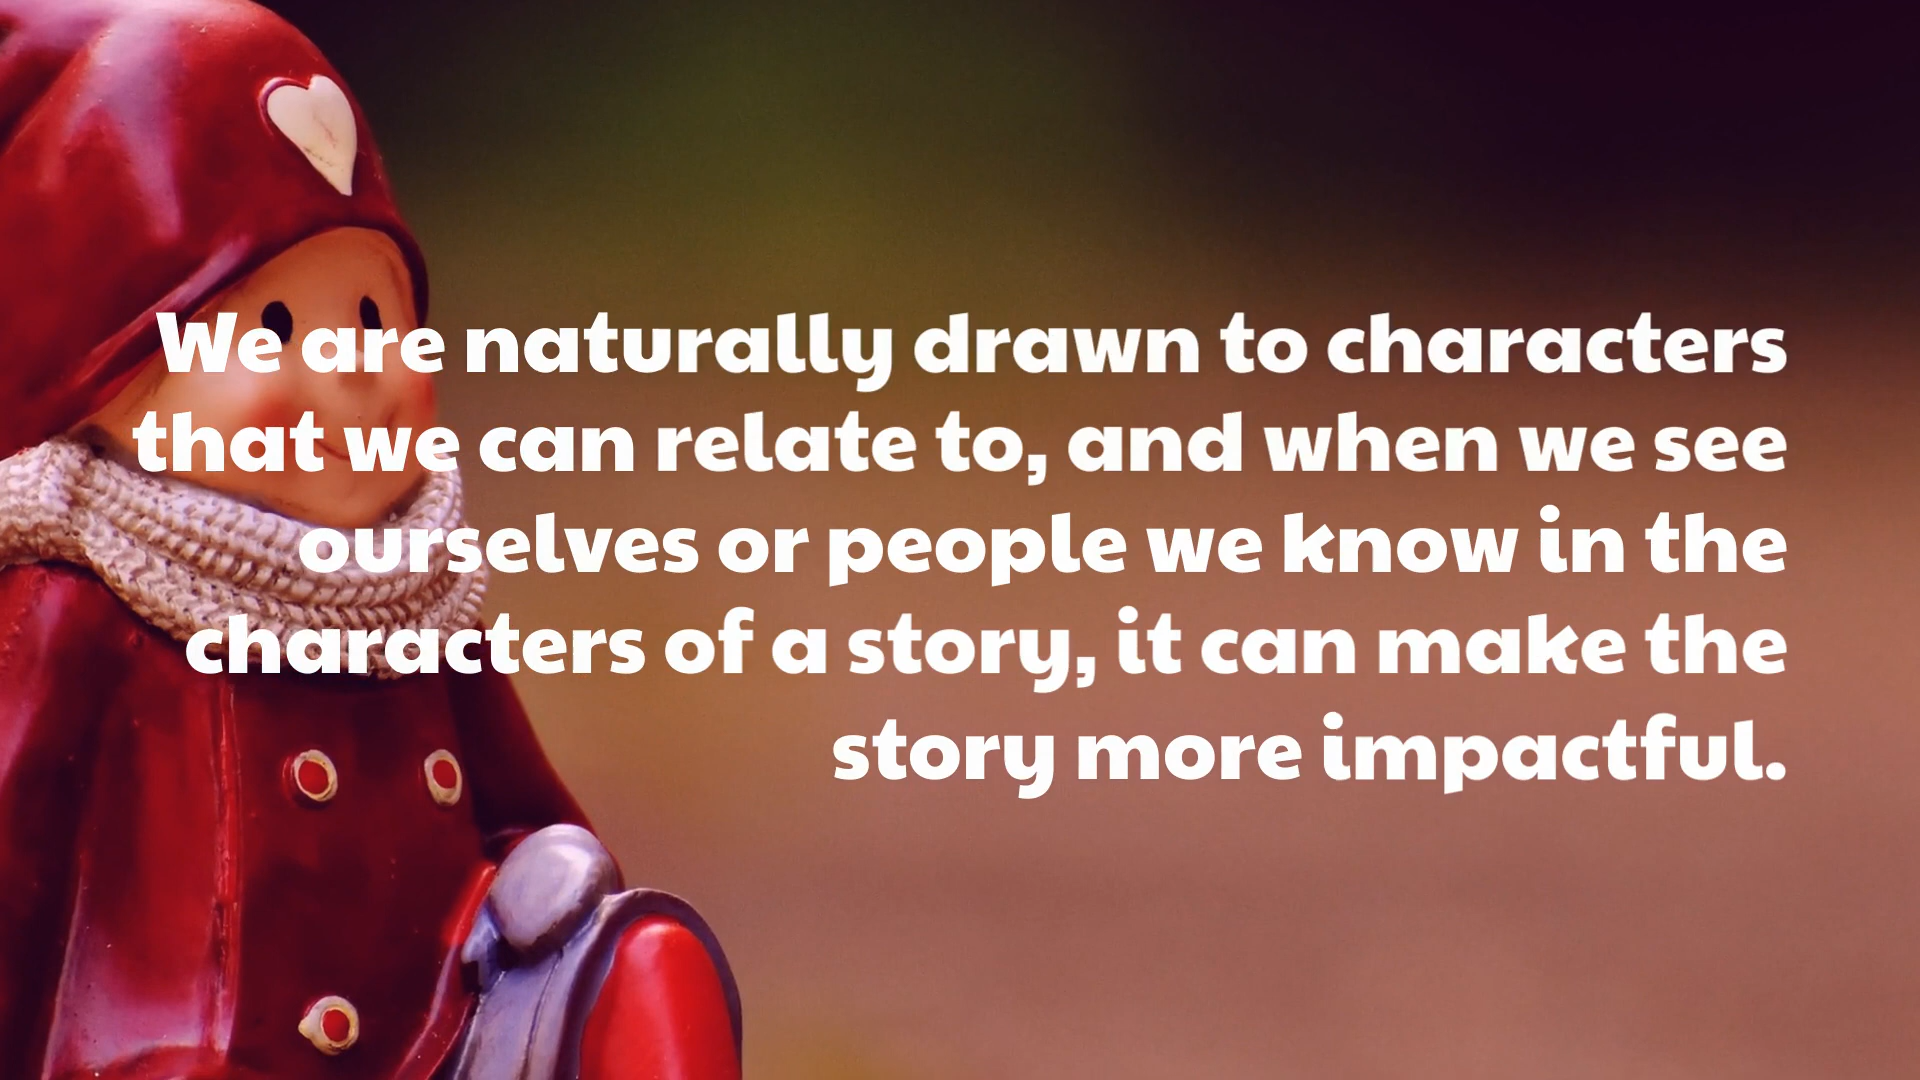 We are naturally drawn to characters
that we can relate to, and when we see
ourselves or people we know in the
characters of a story, it can make the
story more impactful.